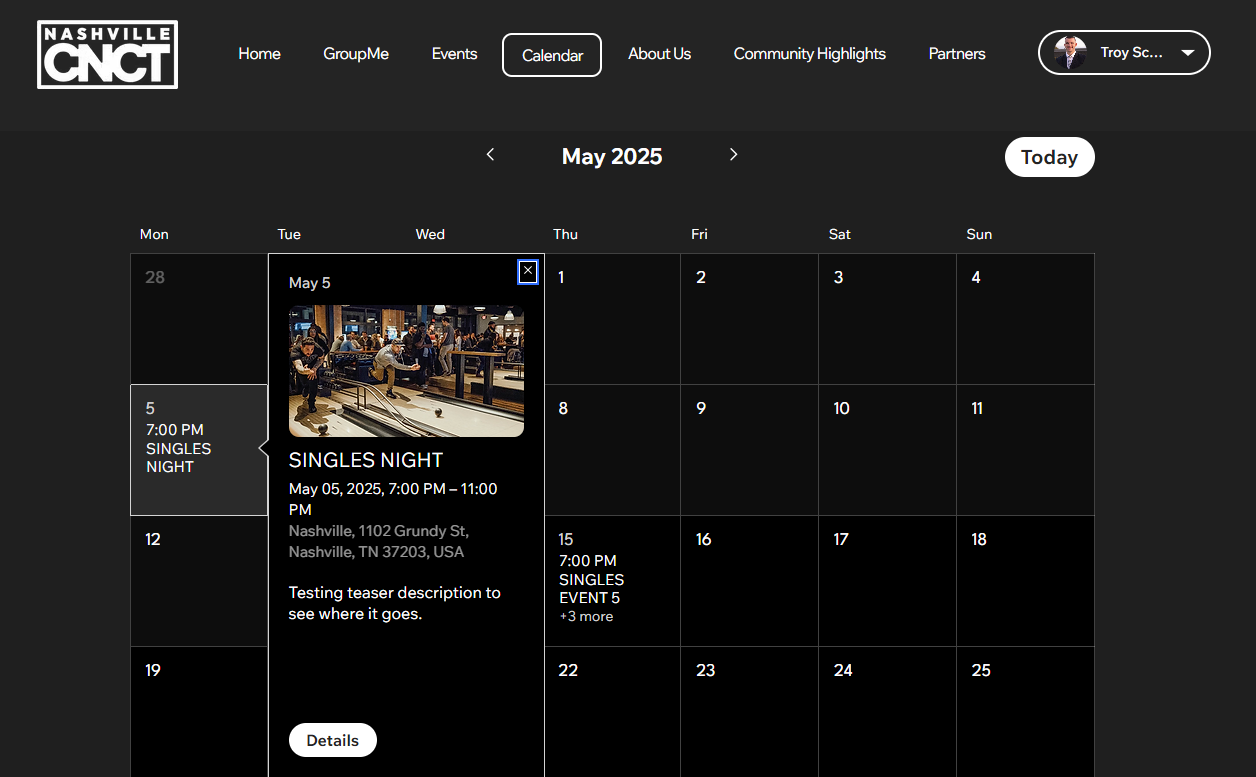 NASHVILLE
CNCT
Home
GroupMe
Events
Calendar
About Us
Community Highlights
Partners
Troy Sc...
May 2025
Today
Mon
Tue
Wed
Thu
Fri
Sat
Sun
28
May 5
1
2
3
4
SINGLES NIGHT
May 05, 2025, 7:00 PM – 11:00
PM
Nashville, 1102 Grundy St,
Nashville, TN 37203, USA
Testing teaser description to
see where it goes.
Details
5
7:00 PM
SINGLES
NIGHT
8
9
10
11
12
15
7:00 PM
SINGLES
EVENT 5
+3 more
16
17
18
19
22
23
24
25